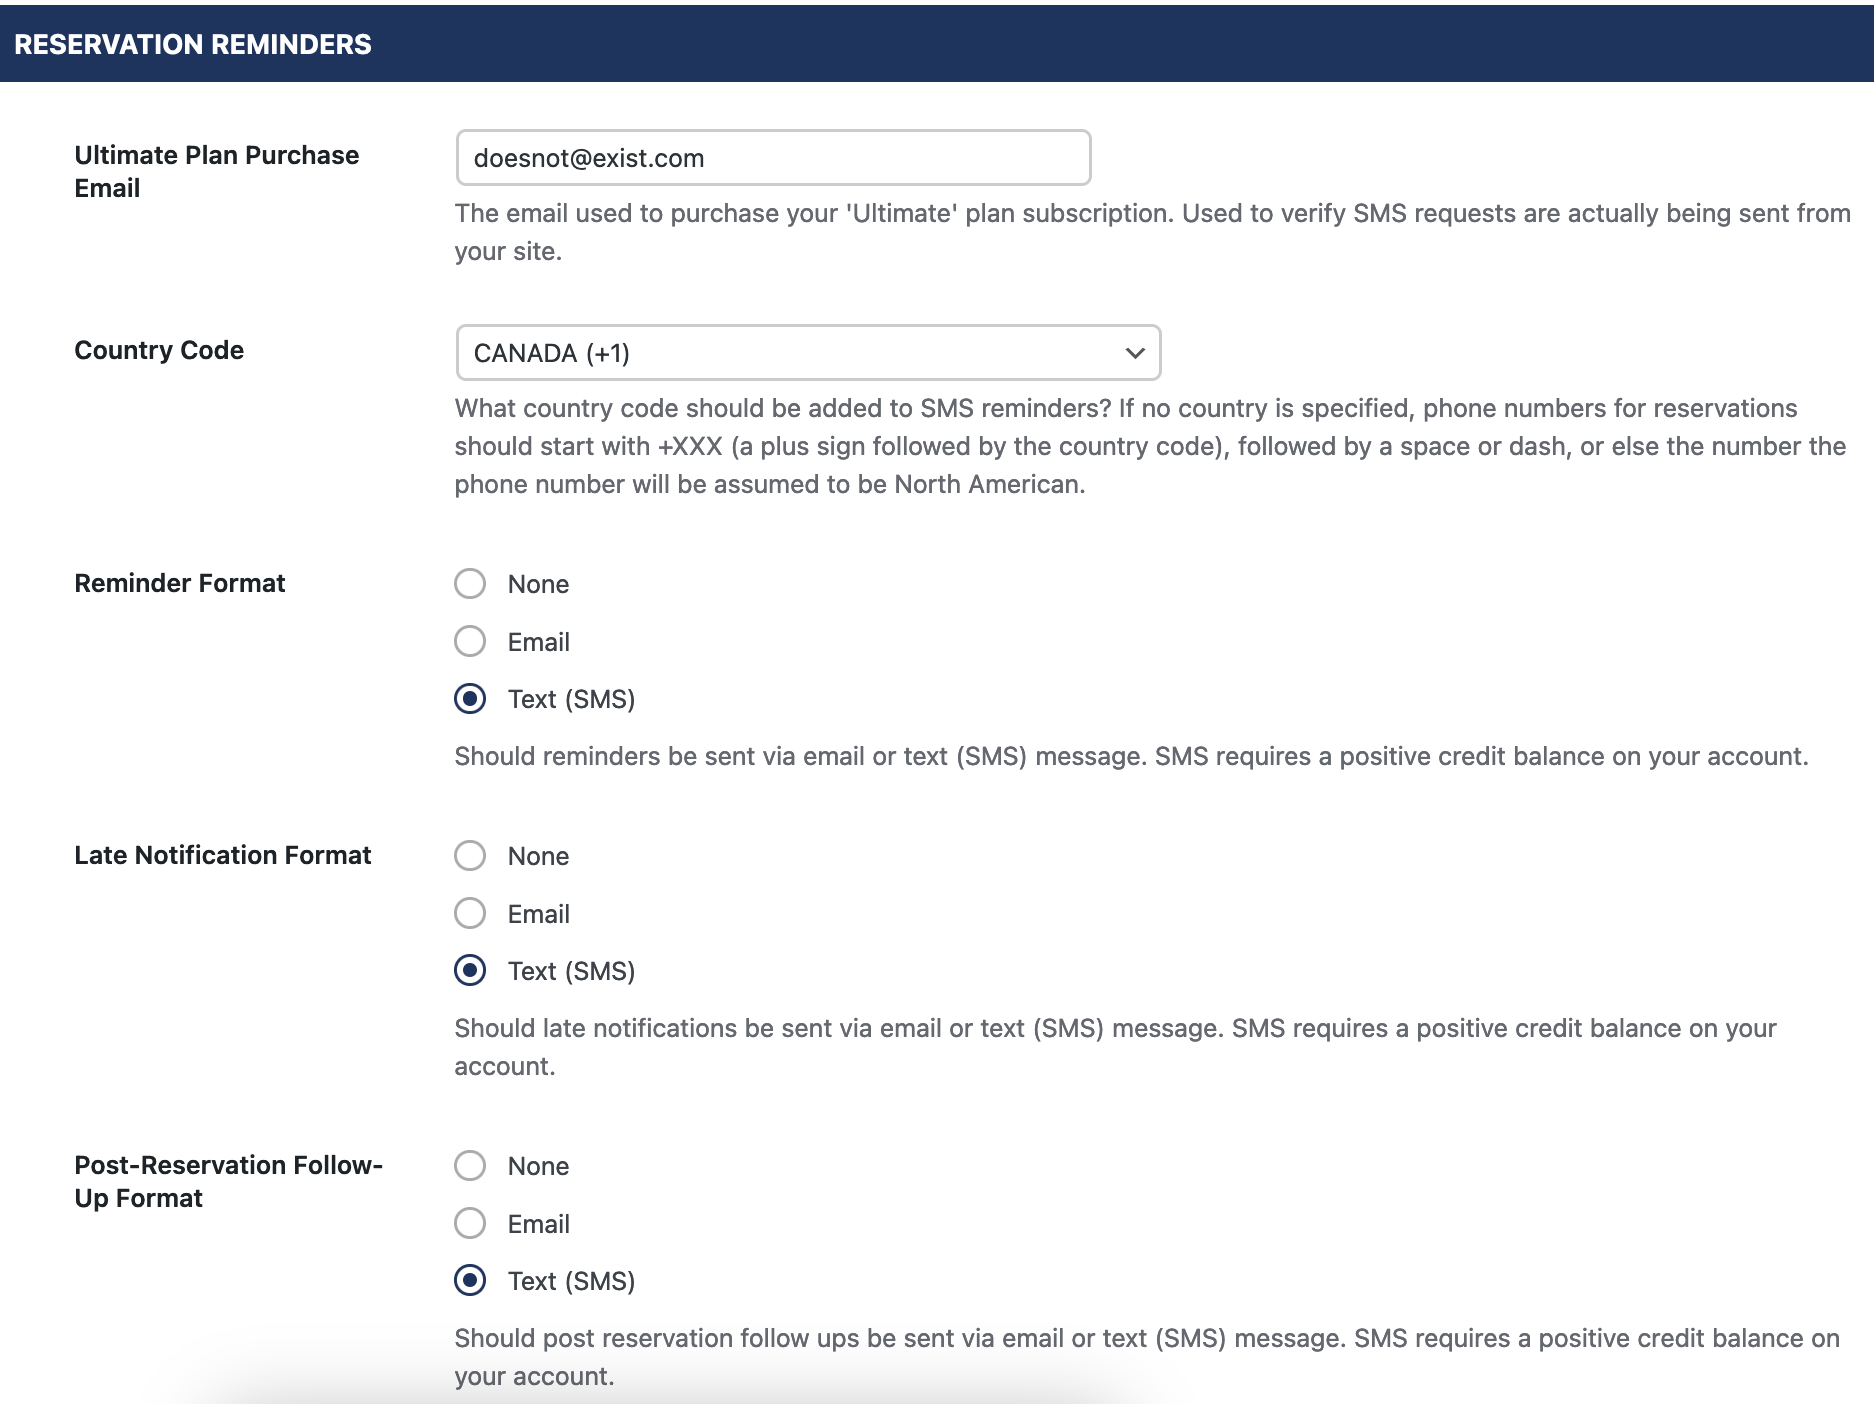 RESERVATION REMINDERS
Ultimate Plan Purchase
Email
doesnot@exist.com
The email used to purchase your 'Ultimate' plan subscription. Used to verify SMS requests are actually being sent from
your site.
Country Code
CANADA (+1)
What country code should be added to SMS reminders? If no country is specified, phone numbers for reservations
should start with +XXX (a plus sign followed by the country code), followed by a space or dash, or else the number the
phone number will be assumed to be North American.
Reminder Format
None
Email
Text (SMS)
Should reminders be sent via email or text (SMS) message. SMS requires a positive credit balance on your account.
Late Notification Format
None
Email
Text (SMS)
Should late notifications be sent via email or text (SMS) message. SMS requires a positive credit balance on your
account.
Post-Reservation Follow-
Up Format
None
Email
Text (SMS)
Should post reservation follow ups be sent via email or text (SMS) message. SMS requires a positive credit balance on
your account.